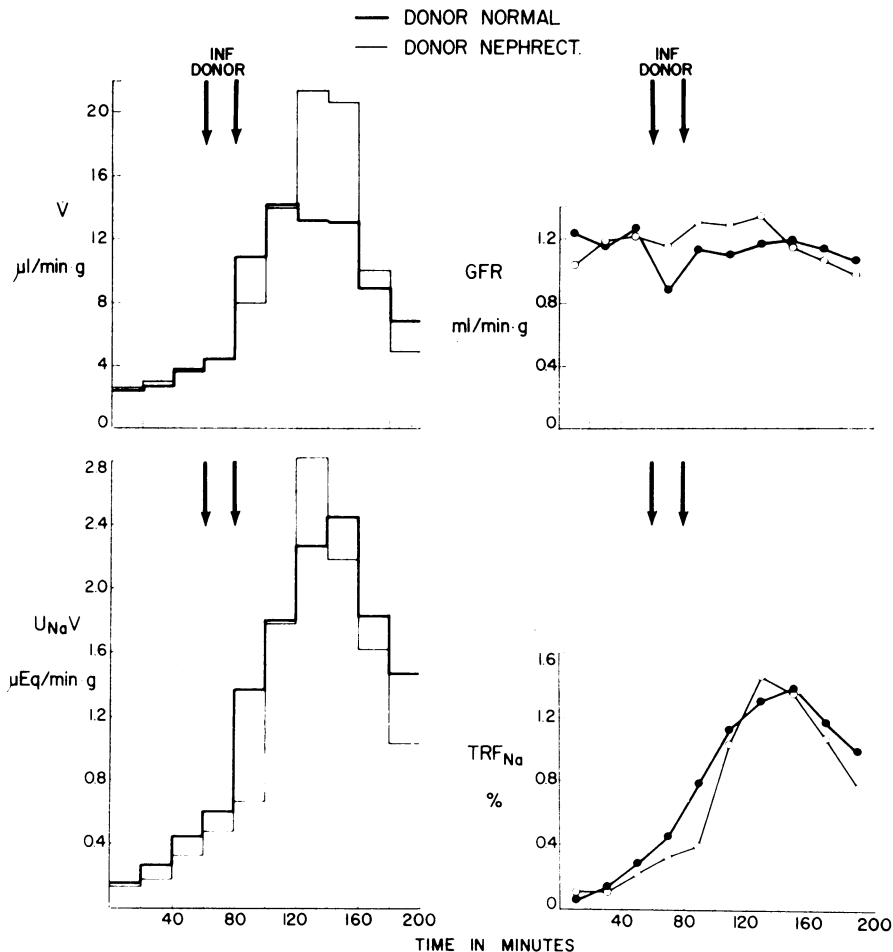 DONOR NORMAL
DONOR NEPHRECT.
INF
DONOR
INF
DONOR
20
16
12
8
4
0
V̇
µl/min·g
1.2
0.8
0.4
0
GFR
ml/min·g
2.8
2.4
2.0
1.6
1.2
0.8
0.4
UNaV
µEq/min·g
40
80
120
160
200
1.6
1.2
0.8
0.4
0
TRFNa
%
40
80
120
160
200
TIME IN MINUTES